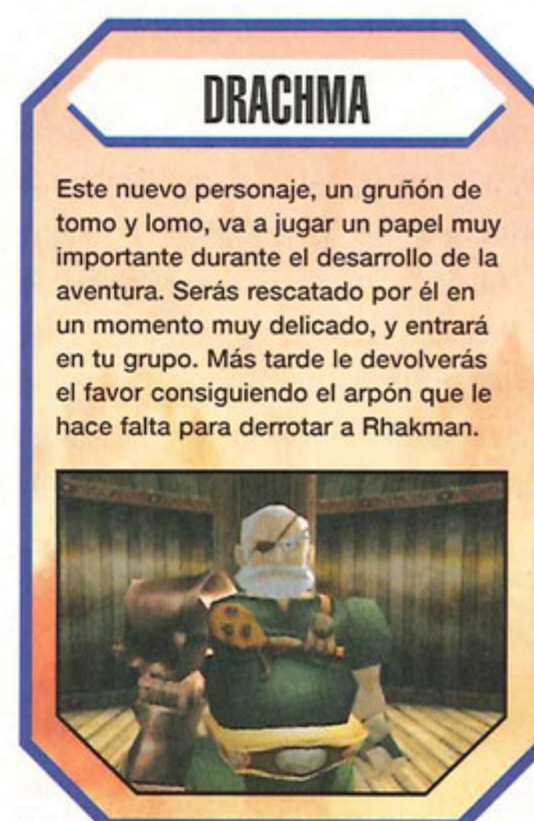 DRACHMA
Este nuevo personaje, un gruñón de
tomo y lomo, va a jugar un papel muy
importante durante el desarrollo de la
aventura. Serás rescatado por él en
un momento muy delicado, y entrará
en tu grupo. Más tarde le devolverás
el favor consiguiendo el arpón que le
hace falta para derrotar a Rhakman.